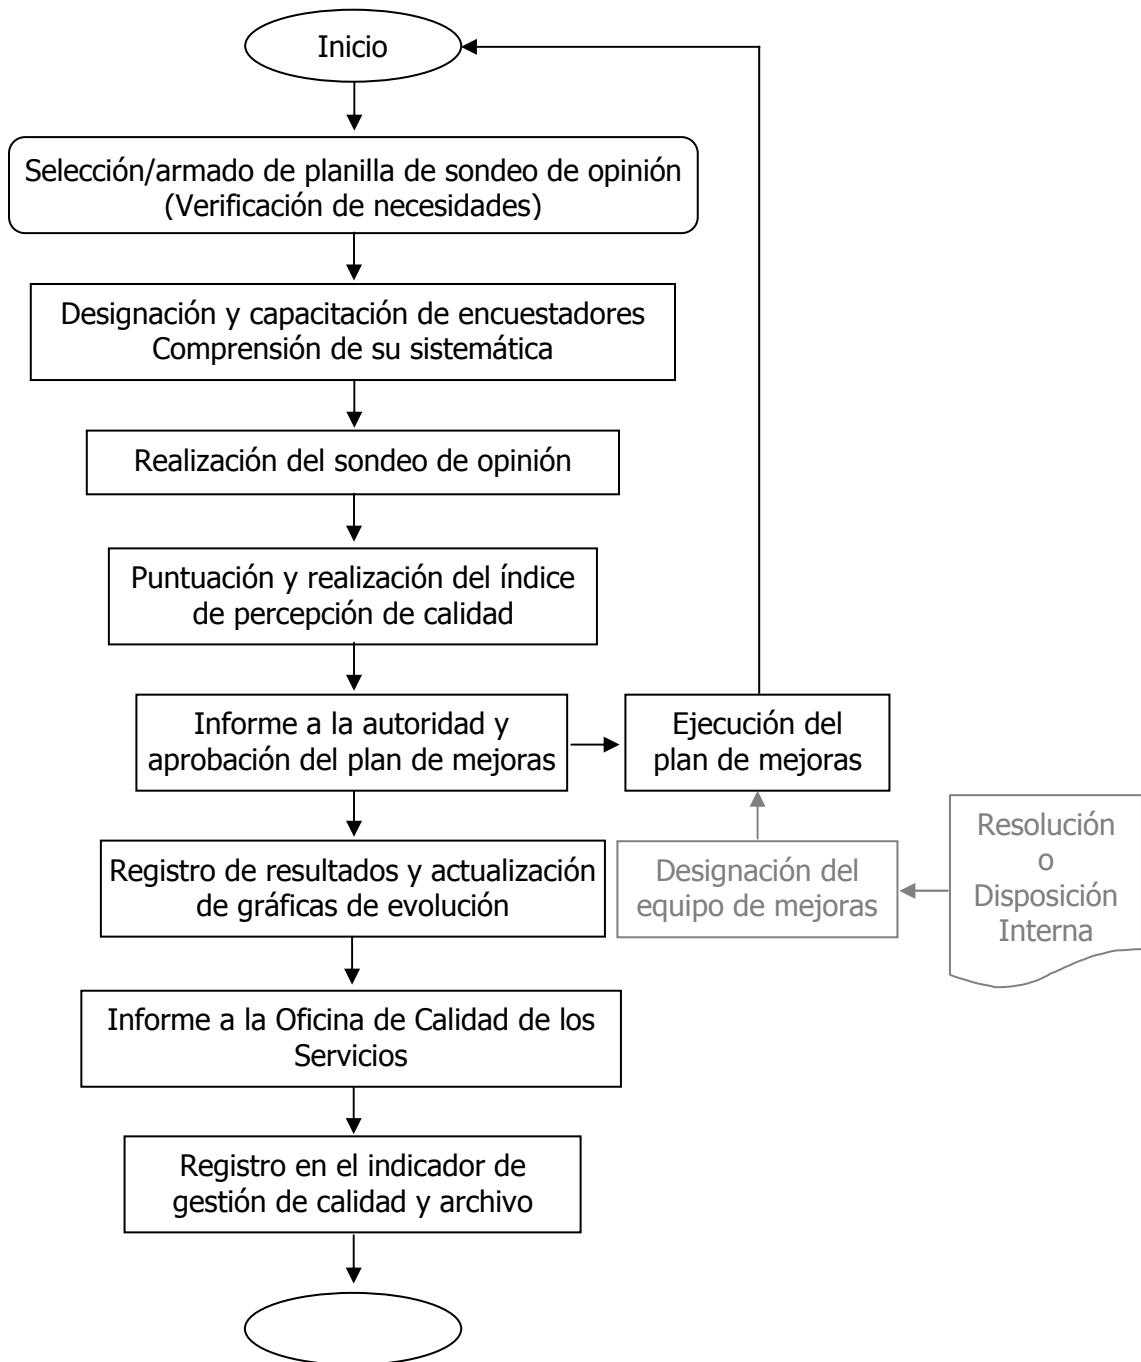 Inicio
Selección/armado de planilla de sondeo de opinión
(Verificación de necesidades)
Designación y capacitación de encuestadores
Comprensión de su sistemática
Realización del sondeo de opinión
Puntuación y realización del índice
de percepción de calidad
Informe a la autoridad y
aprobación del plan de mejoras
Ejecución del
plan de mejoras
Registro de resultados y actualización
de gráficas de evolución
Designación del
equipo de mejoras
Resolución
o
Disposición
Interna
Informe a la Oficina de Calidad de los
Servicios
Registro en el indicador de
gestión de calidad y archivo